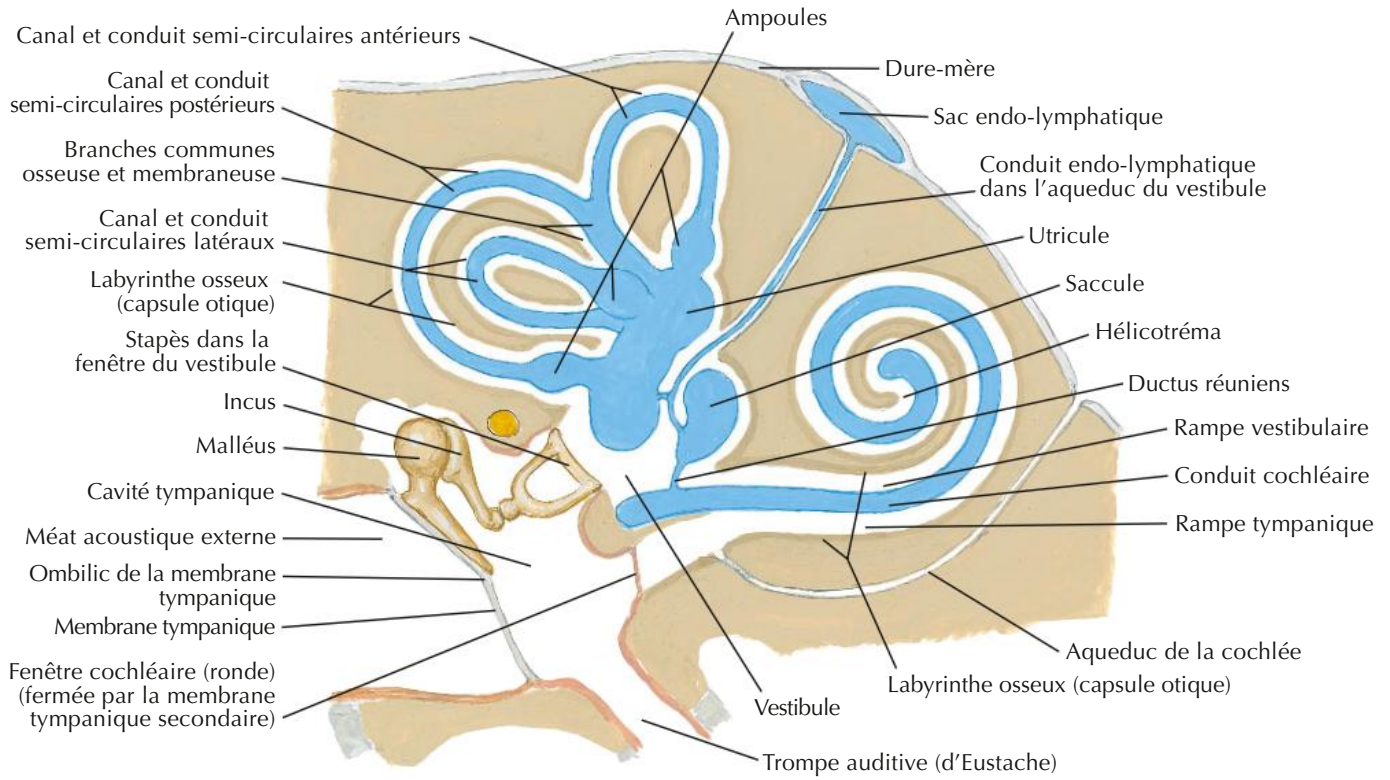 Ampoules
Canal et conduit semi-circulaires antérieurs
Canal et conduit
semi-circulaires postérieurs
Branches communes
osseuse et membraneuse
Canal et conduit
semi-circulaires latéraux
Labyrinthe osseux
(capsule otique)
Stapès dans la
fenêtre du vestibule
Incus
Malléus
Cavité tympanique
Méat acoustique externe
Ombilic de la membrane
tympanique
Membrane tympanique
Fenêtre cochléaire (ronde)
(fermée par la membrane
tympanique secondaire)
Dure-mère
Sac endo-lymphatique
Conduit endo-lymphatique
dans l'aqueduc du vestibule
Utricule
Saccule
Hélicotréma
Ductus réuniens
Rampe vestibulaire
Conduit cochléaire
Rampe tympanique
Aqueduc de la cochlée
Labyrinthe osseux (capsule otique)
Vestibule
Trompe auditive (d'Eustache)